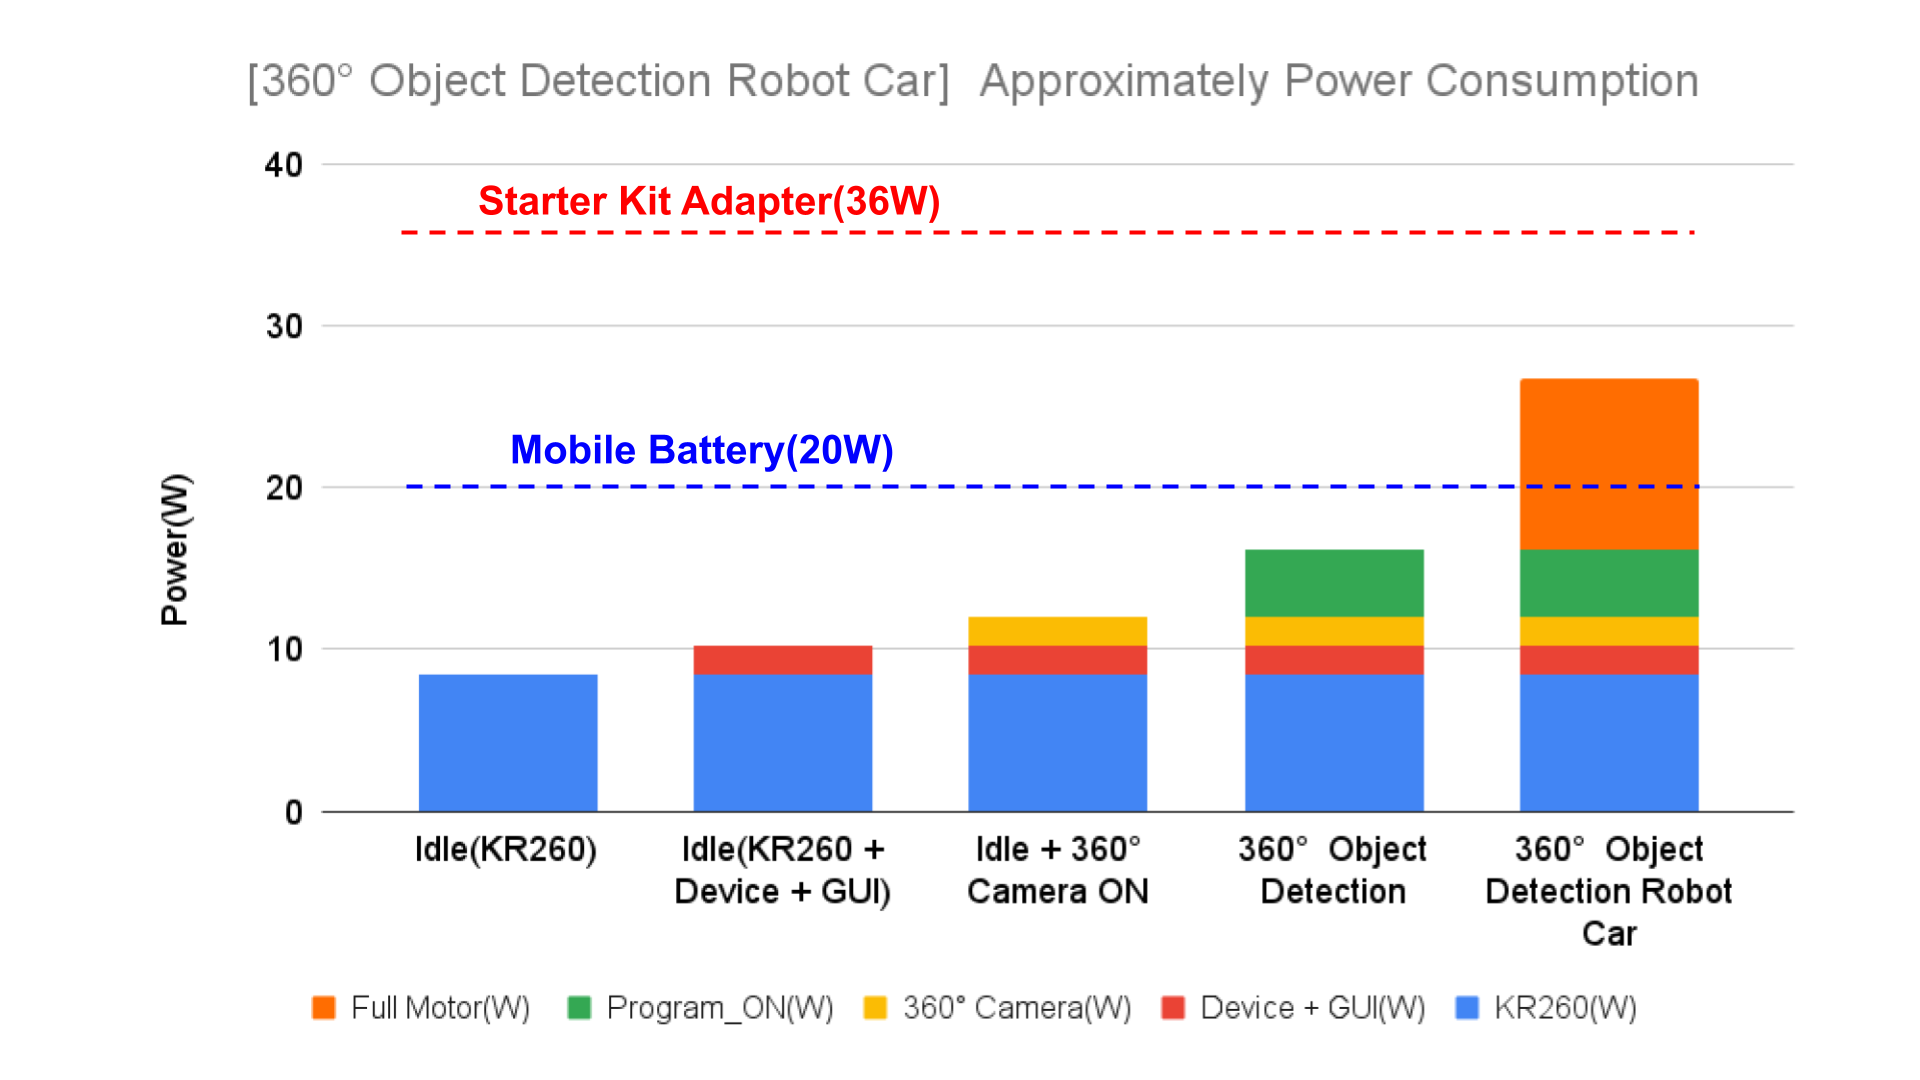 [360° Object Detection Robot Car]  Approximately Power Consumption
40
Starter Kit Adapter(36W)
30
Mobile Battery(20W)
20
Power(W)
10
0
Idle(KR260)
Idle(KR260 +
Device + GUI)
Idle + 360°
Camera ON
360°  Object
Detection
360°  Object
Detection Robot
Car
Full Motor(W)
Program_ON(W)
360° Camera(W)
Device + GUI(W)
KR260(W)